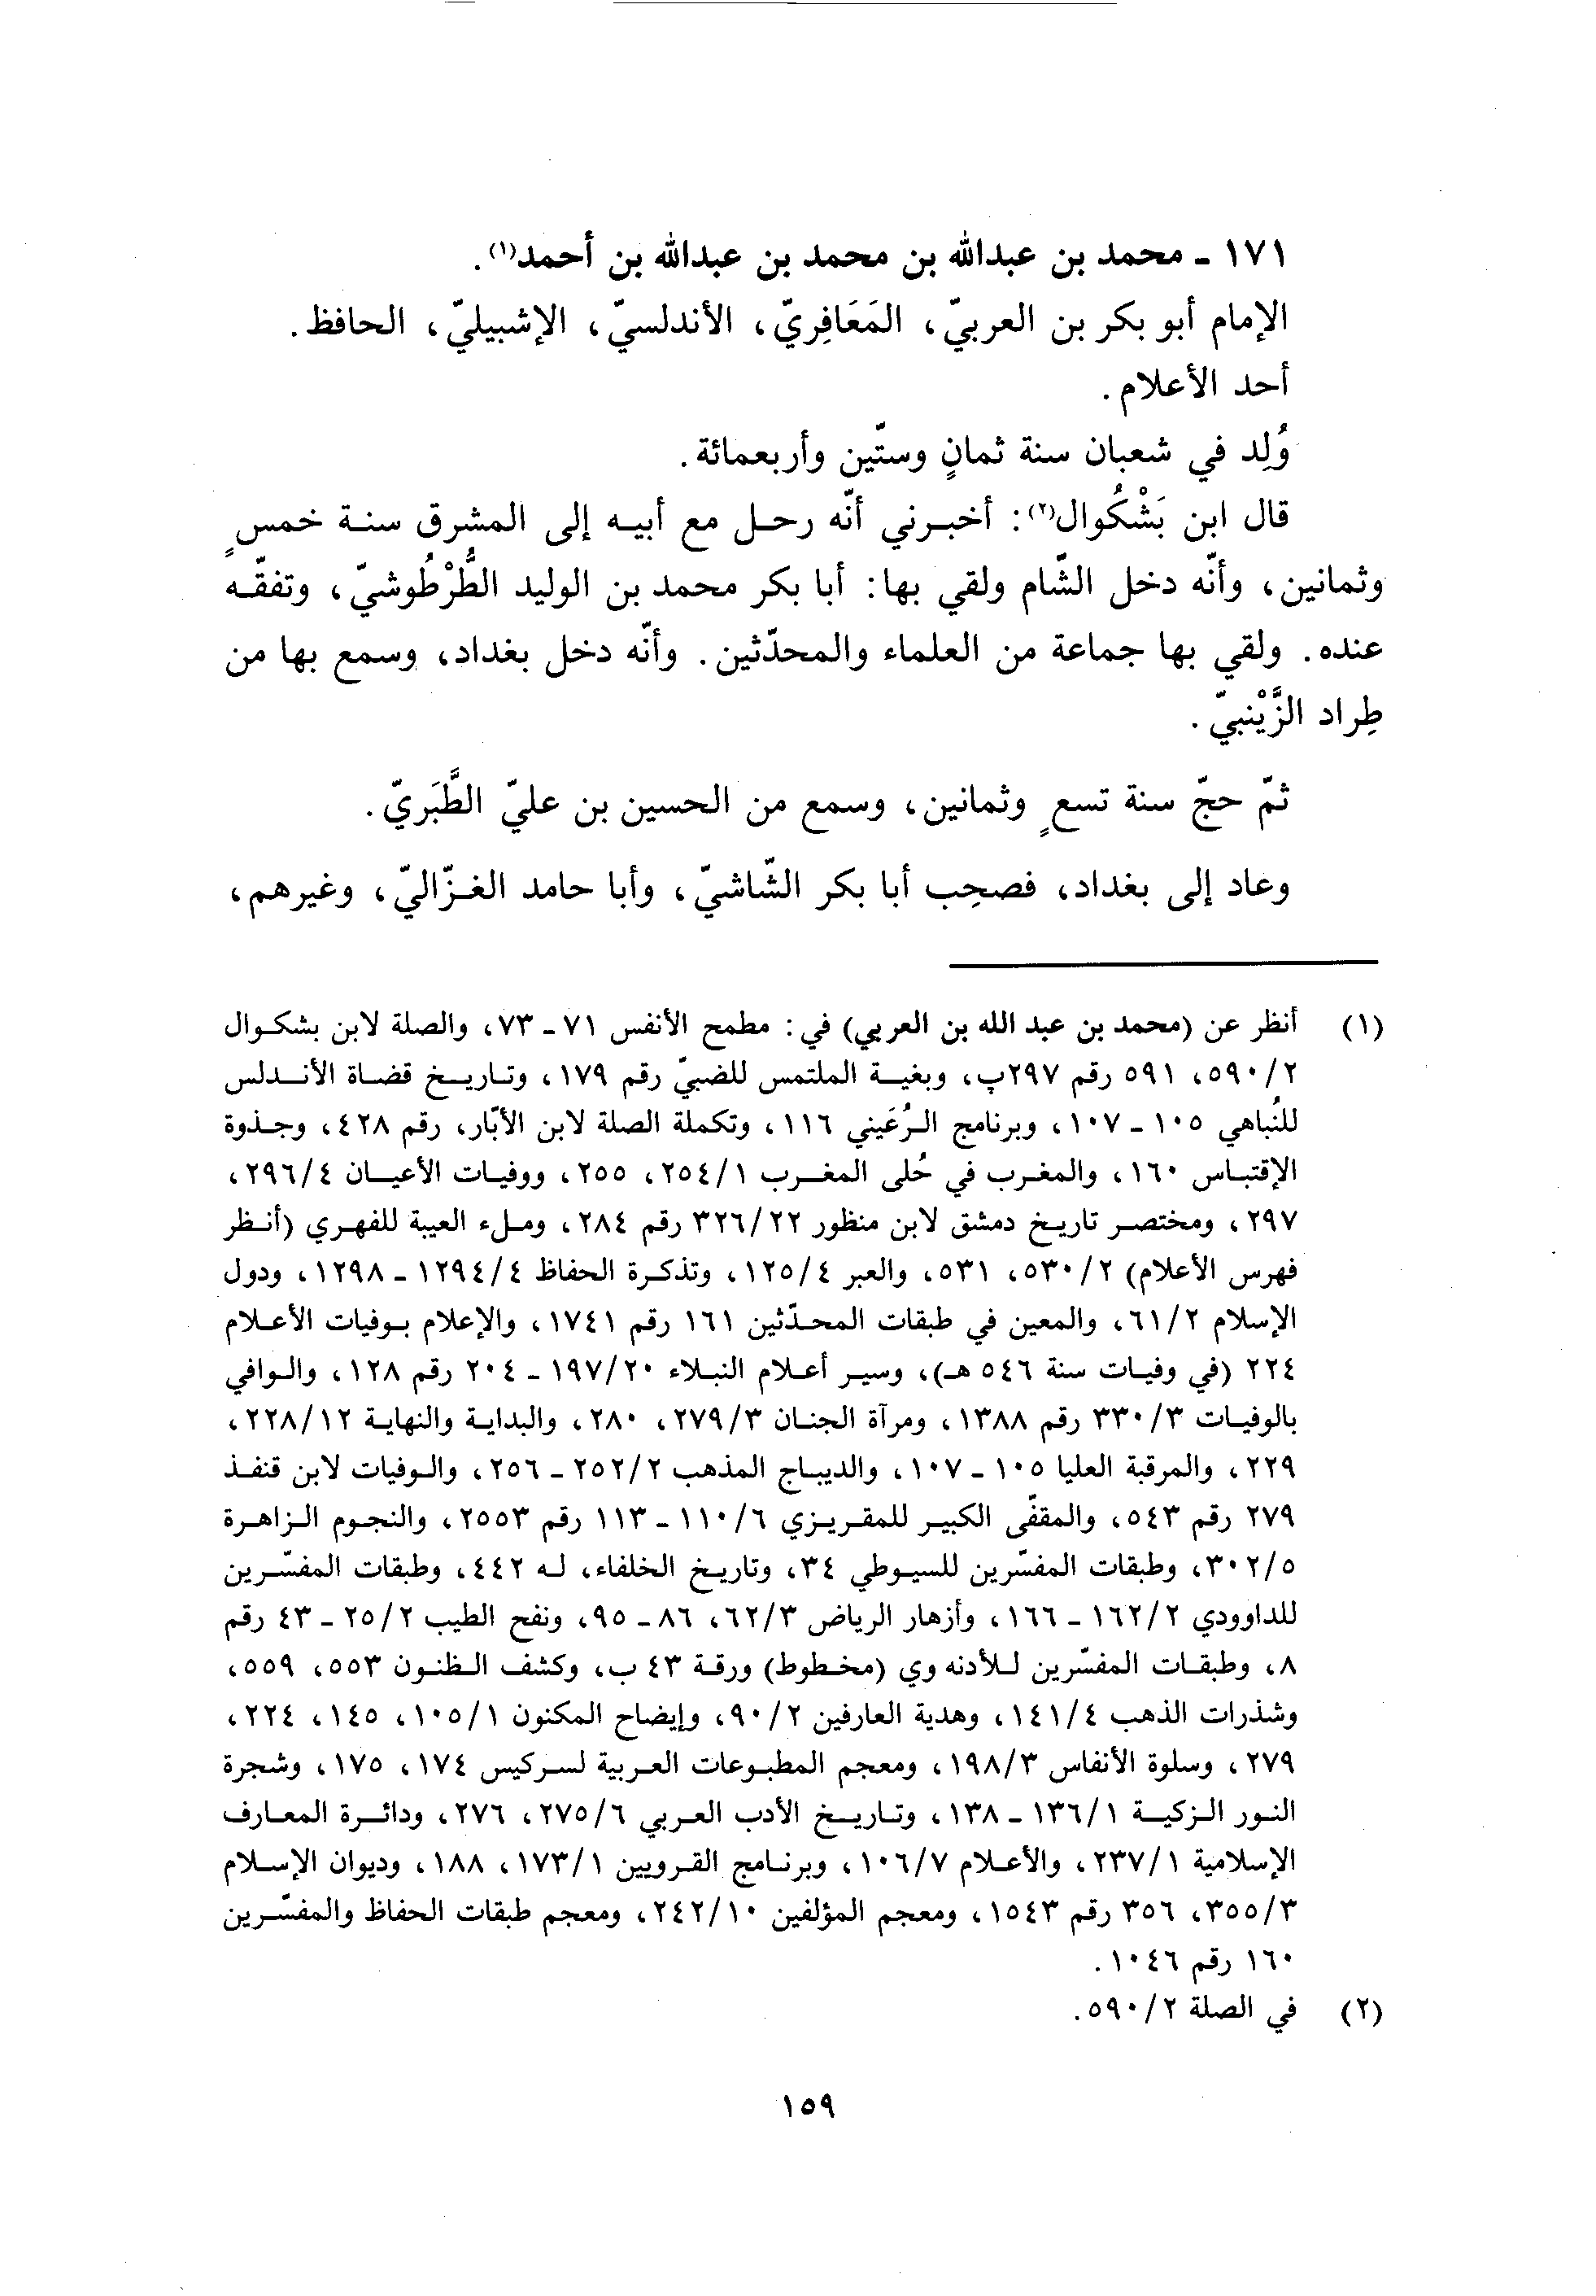 ١٧١ - محمد بن عبدالله بن محمد بن عبدالله بن أحمد(١).
الإمام أبو بكر بن العربيّ، المَعَافِريّ، الأندلسيّ، الإشبيليّ، الحافظ.
أحد الأعلام.
وُلِد في شعبان سنة ثمانٍ وستّين وأربعمائة.
قال ابن بَشْكُوال(٢): أخبرني أنّه رحل مع أبيه إلى المشرق سنة خمسٍ
وثمانين، وأنّه دخل الشّام ولقي بها: أبا بكر محمد بن الوليد الطُّرْطُوشيّ، وتفقّه
عنده. ولقي بها جماعة من العلماء والمحدّثين. وأنّه دخل بغداد، وسمع بها من
طِراد الزَّيْنبيّ.
ثمّ حجّ سنة تسعٍ وثمانين، وسمع من الحسين بن عليّ الطَّبَريّ.
وعاد إلى بغداد، فصحِب أبا بكر الشّاشيّ، وأبا حامد الغزّاليّ، وغيرهم،
(١) أنظر عن (محمد بن عبد الله بن العربي) في: مطمح الأنفس ٧١ - ٧٣، والصلة لابن بشكوال
٥٩٠/٢، ٥٩١ رقم ٢٩٧پ، وبغية الملتمس للضبيّ رقم ١٧٩، وتاريخ قضاة الأندلس
للنُباهي ١٠٥ - ١٠٧، وبرنامج الرُعَيني ١١٦، وتكملة الصلة لابن الأبّار، رقم ٤٢٨، وجذوة
الإقتباس ١٦٠، والمغرب في حُلى المغرب ٢٥٤/١، ٢٥٥، ووفيات الأعيان ٢٩٦/٤،
٢٩٧، ومختصر تاريخ دمشق لابن منظور ٣٢٦/٢٢ رقم ٢٨٤، وملء العيبة للفهري (أنظر
فهرس الأعلام) ٥٣٠/٢، ٥٣١، والعبر ١٢٥/٤، وتذكرة الحفاظ ١٢٩٤/٤ - ١٢٩٨، ودول
الإسلام ٦١/٢، والمعين في طبقات المحدّثين ١٦١ رقم ١٧٤١، والإعلام بوفيات الأعلام
٢٢٤ (في وفيات سنة ٥٤٦ هـ)، وسير أعلام النبلاء ١٩٧/٢٠ - ٢٠٤ رقم ١٢٨، والوافي
بالوفيات ٣٣٠/٣ رقم ١٣٨٨، ومرآة الجنان ٢٧٩/٣، ٢٨٠، والبداية والنهاية ٢٢٨/١٢،
٢٢٩، والمرقبة العليا ١٠٥ - ١٠٧، والديباج المذهب ٢٥٢/٢ - ٢٥٦، والوفيات لابن قنفذ
٢٧٩ رقم ٥٤٣، والمقفّى الكبير للمقريزي ١١٠/٦ - ١١٣ رقم ٢٥٥٣، والنجوم الزاهرة
٣٠٢/٥، وطبقات المفسّرين للسيوطي ٣٤، وتاريخ الخلفاء، له ٤٤٢، وطبقات المفسّرين
للداوودي ١٦٢/٢ - ١٦٦، وأزهار الرياض ٦٢/٣، ٨٦ - ٩٥، ونفح الطيب ٢٥/٢ - ٤٣ رقم
٨، وطبقات المفسّرين للأدنه وي (مخطوط) ورقة ٤٣ ب، وكشف الظنون ٥٥٣، ٥٥٩،
وشذرات الذهب ١٤١/٤، وهدية العارفين ٩٠/٢، وإيضاح المكنون ١٠٥/١، ١٤٥، ٢٢٤،
٢٧٩، وسلوة الأنفاس ١٩٨/٣، ومعجم المطبوعات العربية لسركيس ١٧٤، ١٧٥، وشجرة
النور الزكية ١٣٦/١ - ١٣٨، وتاريخ الأدب العربي ٢٧٥/٦، ٢٧٦، ودائرة المعارف
الإسلامية ٢٣٧/١، والأعلام ١٠٦/٧، وبرنامج القرويين ١٧٣/١، ١٨٨، وديوان الإسلام
٣٥٥/٣، ٣٥٦ رقم ١٥٤٣، ومعجم المؤلفين ٢٤٢/١٠، ومعجم طبقات الحفاظ والمفسّرين
١٦٠ رقم ١٠٤٦.
(٢) في الصلة ٥٩٠/٢.
١٥٩